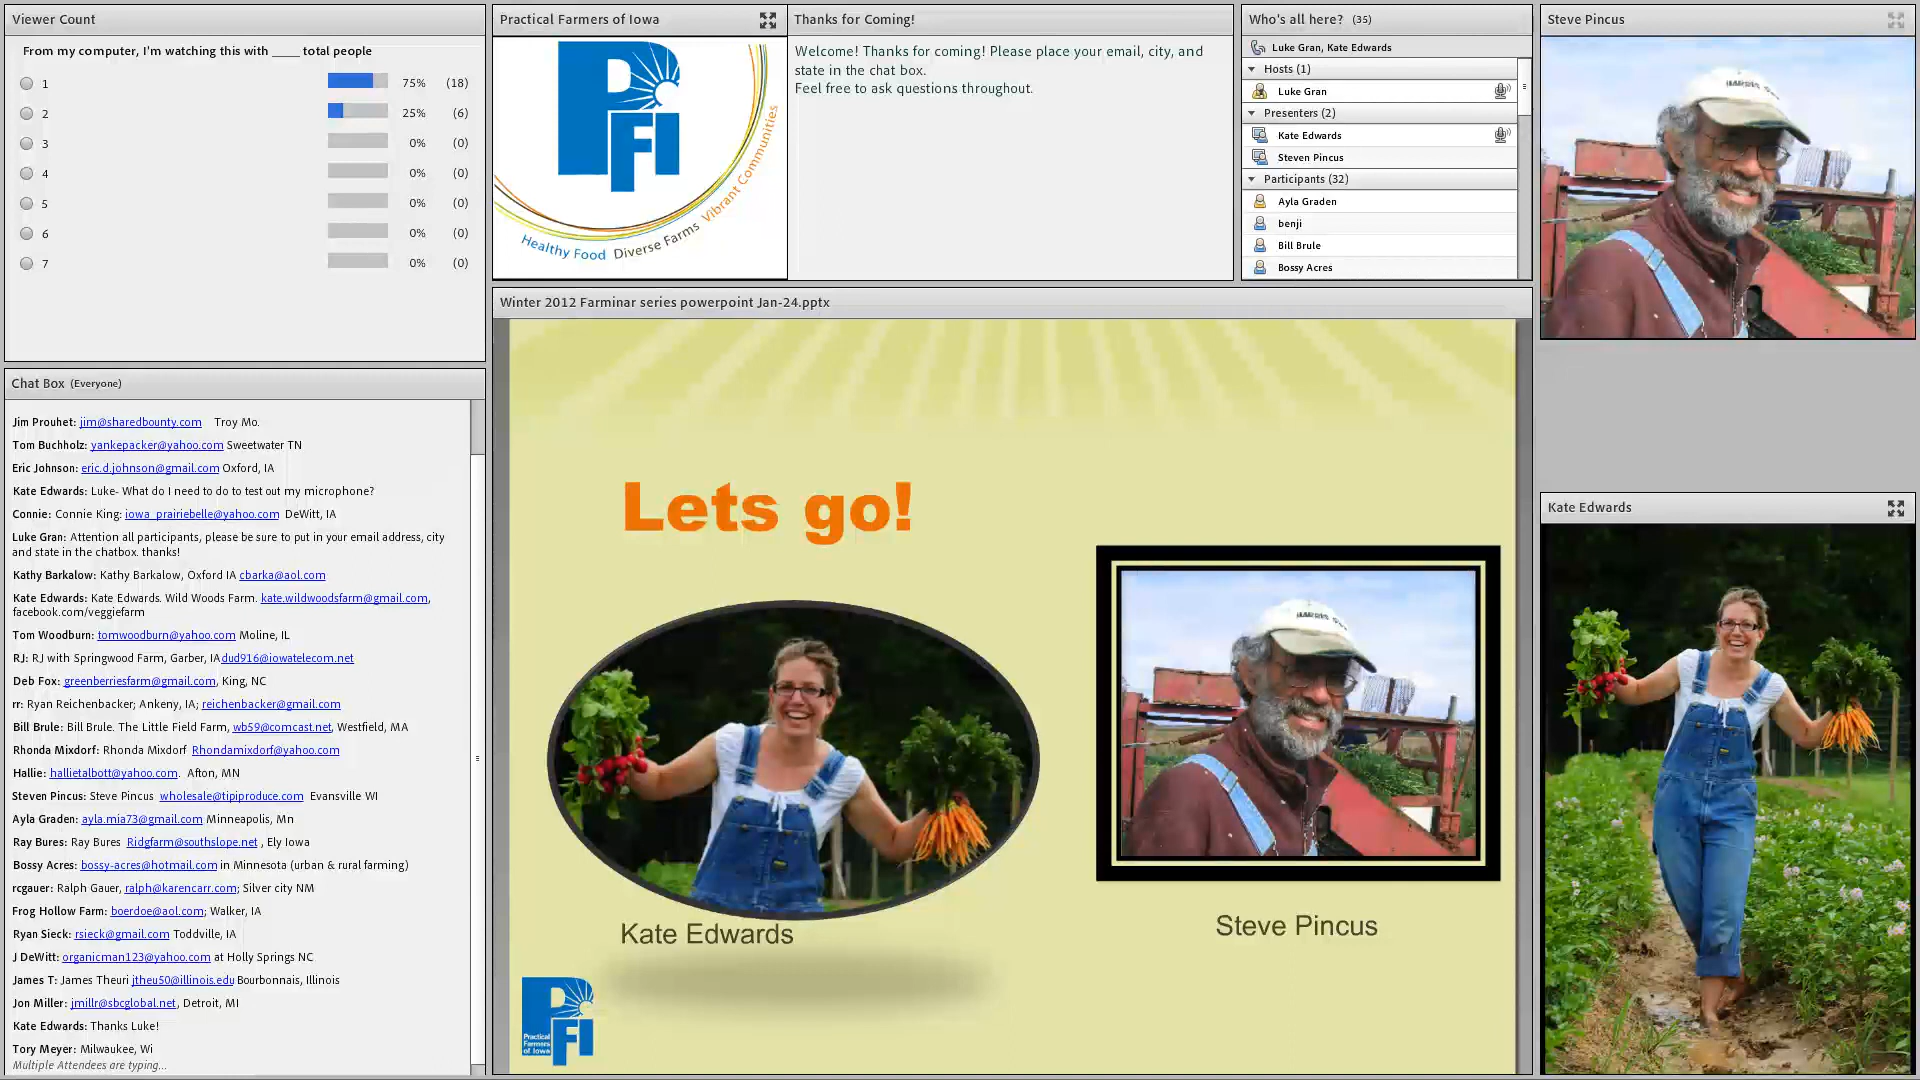 Viewer Count
From my computer, I'm watching this with ____ total people
1 75% (18)
2 25% (6)
3 0% (0)
4 0% (0)
5 0% (0)
6 0% (0)
7 0% (0)
Chat Box (Everyone)
Jim Prouhet: jim@sharedbounty.com Troy Mo.
Tom Buchholz: yankepacker@yahoo.com Sweetwater TN
Eric Johnson: eric.d.johnson@gmail.com Oxford, IA
Kate Edwards: Luke- What do I need to do to test out my microphone?
Connie: Connie King: iowa_prairiebelle@yahoo.com DeWitt, IA
Luke Gran: Attention all participants, please be sure to put in your email address, city
and state in the chatbox. thanks!
Kathy Barkalow: Kathy Barkalow, Oxford IA cbarka@aol.com
Kate Edwards: Kate Edwards. Wild Woods Farm. kate.wildwoodsfarm@gmail.com,
facebook.com/veggiefarm
Tom Woodburn: tomwoodburn@yahoo.com Moline, IL
RJ: RJ with Springwood Farm, Garber, IAdud916@iowatelecom.net
Deb Fox: greenberriesfarm@gmail.com, King, NC
rr: Ryan Reichenbacker; Ankeny, IA; reichenbacker@gmail.com
Bill Brule: Bill Brule. The Little Field Farm, wb59@comcast.net, Westfield, MA
Rhonda Mixdorf: Rhonda Mixdorf Rhondamixdorf@yahoo.com
Hallie: hallietalbott@yahoo.com. Afton, MN
Steven Pincus: Steve Pincus wholesale@tipiproduce.com Evansville WI
Ayla Graden: ayla.mia73@gmail.com Minneapolis, Mn
Ray Bures: Ray Bures Ridgfarm@southslope.net , Ely Iowa
Bossy Acres: bossy-acres@hotmail.com in Minnesota (urban & rural farming)
rcgauer: Ralph Gauer, ralph@karencarr.com; Silver city NM
Frog Hollow Farm: boerdoe@aol.com; Walker, IA
Ryan Sieck: rsieck@gmail.com Toddville, IA
J DeWitt: organicman123@yahoo.com at Holly Springs NC
James T: James Theuri jtheu50@illinois.edu Bourbonnais, Illinois
Jon Miller: jmillr@sbcglobal.net, Detroit, MI
Kate Edwards: Thanks Luke!
Tory Meyer: Milwaukee, Wi
Multiple Attendees are typing...
Practical Farmers of Iowa
PFI
Healthy Food Diverse Farms Vibrant Communities
Thanks for Coming!
Welcome! Thanks for coming! Please place your email, city, and
state in the chat box.
Feel free to ask questions throughout.
Who's all here? (35)
Luke Gran, Kate Edwards
Hosts (1)
Luke Gran
Presenters (2)
Kate Edwards
Steven Pincus
Participants (32)
Ayla Graden
benji
Bill Brule
Bossy Acres
Winter 2012 Farminar series powerpoint Jan-24.pptx
Lets go!
Kate Edwards
Steve Pincus
PFI
Practical
Farmers
of Iowa
Steve Pincus
Kate Edwards